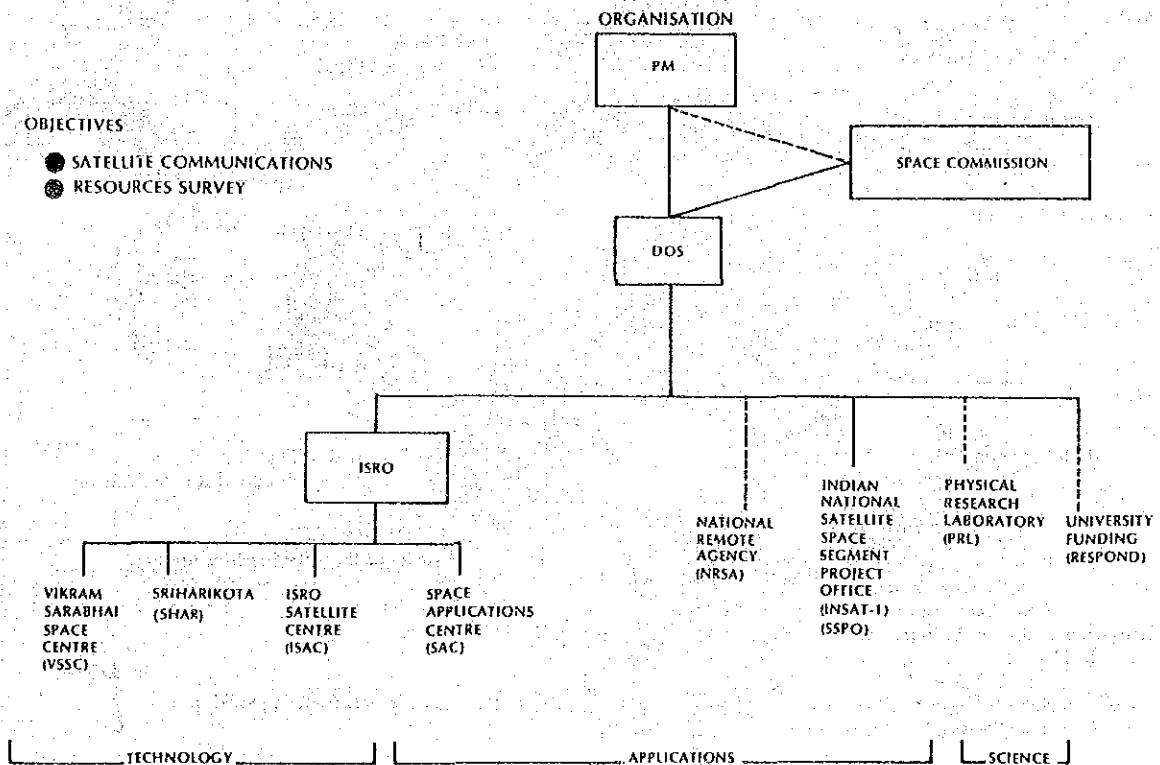 ORGANISATION
PM
OBJECTIVES
SATELLITE COMMUNICATIONS
RESOURCES SURVEY
SPACE COMMISSION
DOS
ISRO
VIKRAM
SARABHAI
SPACE
CENTRE
(VSSC)
SRIHARIKOTA
(SHAR)
ISRO
SATELLITE
CENTRE
(ISAC)
SPACE
APPLICATIONS
CENTRE
(SAC)
NATIONAL
REMOTE
AGENCY
(NRSA)
INDIAN
NATIONAL
SATELLITE
SPACE
SEGMENT
PROJECT
OFFICE
(INSAT-1)
(SSPO)
PHYSICAL
RESEARCH
LABORATORY
(PRL)
UNIVERSITY
FUNDING
(RESPOND)
TECHNOLOGY
APPLICATIONS
SCIENCE